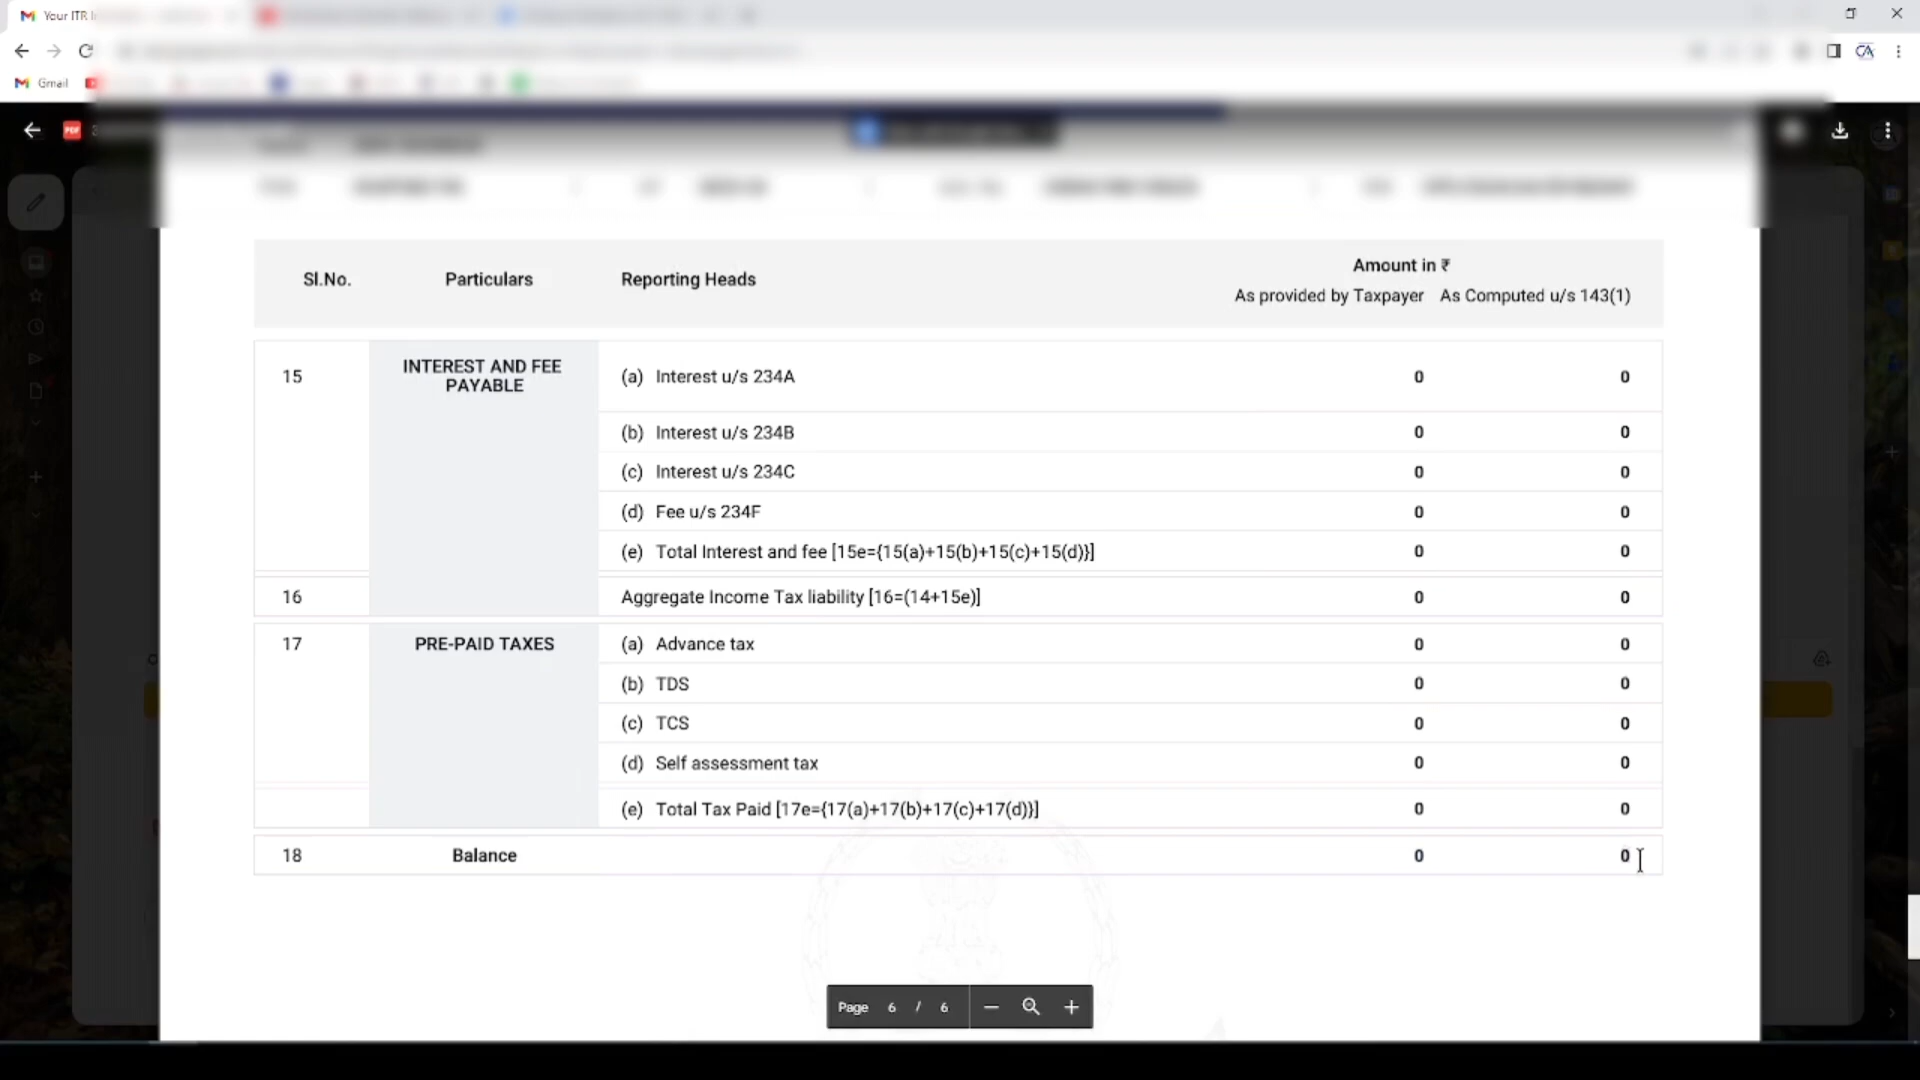 Your ITR I
Gmail
PDF
Sl.No. Particulars Reporting Heads Amount in ₹
As provided by Taxpayer As Computed u/s 143(1)
15 INTEREST AND FEE PAYABLE (a) Interest u/s 234A 0 0
(b) Interest u/s 234B 0 0
(c) Interest u/s 234C 0 0
(d) Fee u/s 234F 0 0
(e) Total Interest and fee [15e={15(a)+15(b)+15(c)+15(d)}] 0 0
16 Aggregate Income Tax liability [16=(14+15e)] 0 0
17 PRE-PAID TAXES (a) Advance tax 0 0
(b) TDS 0 0
(c) TCS 0 0
(d) Self assessment tax 0 0
(e) Total Tax Paid [17e={17(a)+17(b)+17(c)+17(d)}] 0 0
18 Balance 0 0
Page 6 / 6